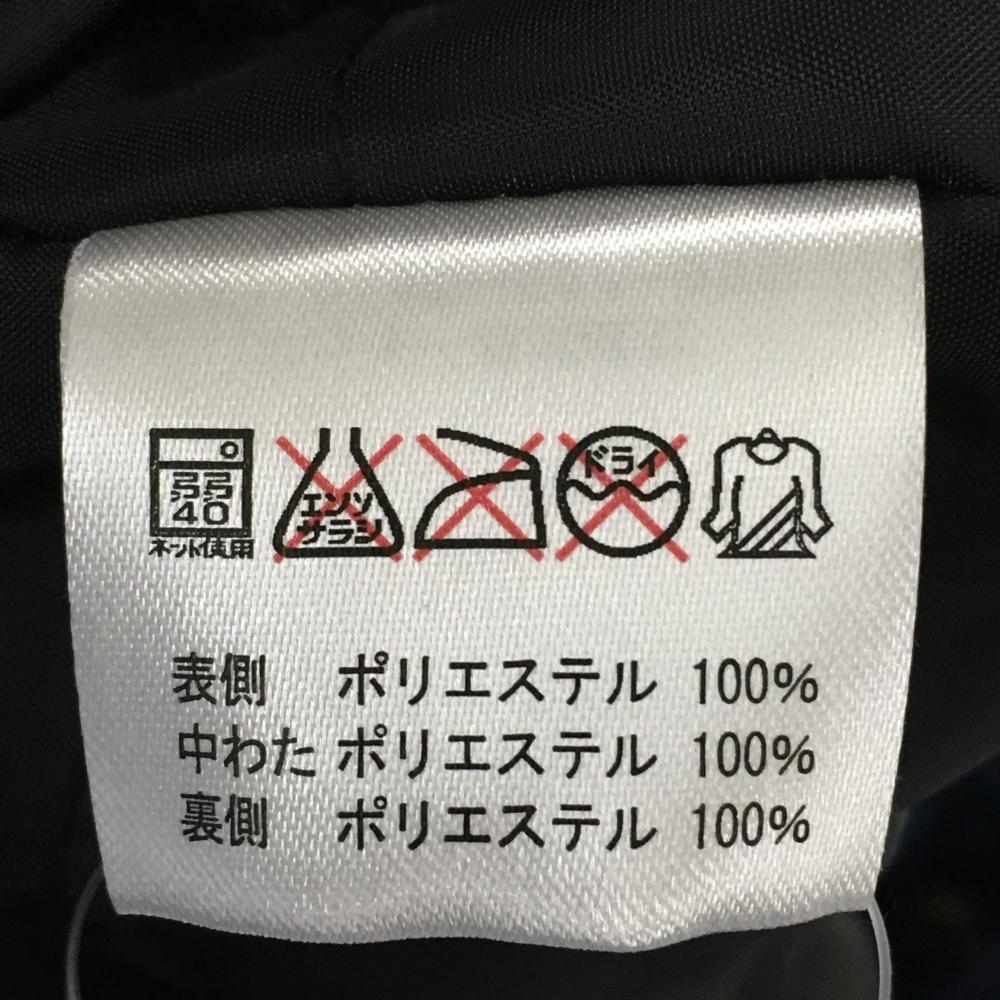 弱 40
ネット使用
エンソ
サラシ
ドライ
表側 ポリエステル 100%
中わた ポリエステル 100%
裏側 ポリエステル 100%